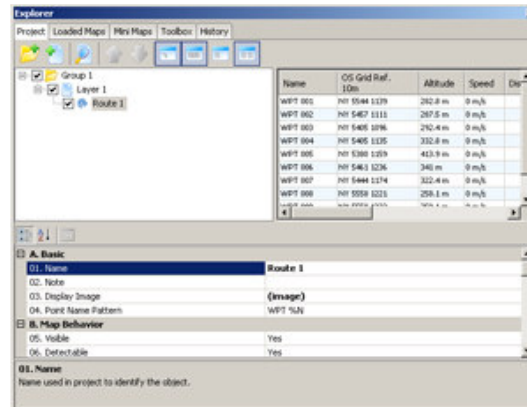 Explorer
Project Loaded Maps Mini Maps Toolbox History
Group 1
Layer 1
Route 1
Name OS Grid Ref. 10m Altitude Speed Dis
WPT 001 NY 5544 1139 282.8 m 0 m/s
WPT 002 NY 5457 1111 287.5 m 0 m/s
WPT 003 NY 5405 1096 292.4 m 0 m/s
WPT 004 NY 5405 1135 332.8 m 0 m/s
WPT 005 NY 5380 1159 413.9 m 0 m/s
WPT 006 NY 5461 1236 341 m 0 m/s
WPT 007 NY 5444 1174 322.4 m 0 m/s
WPT 008 NY 5558 1221 258.1 m 0 m/s
A. Basic
01. Name Route 1
02. Note
03. Display Image (image)
04. Point Name Pattern WPT %N
B. Map Behavior
05. Visible Yes
06. Detectable Yes
01. Name
Name used in project to identify the object.